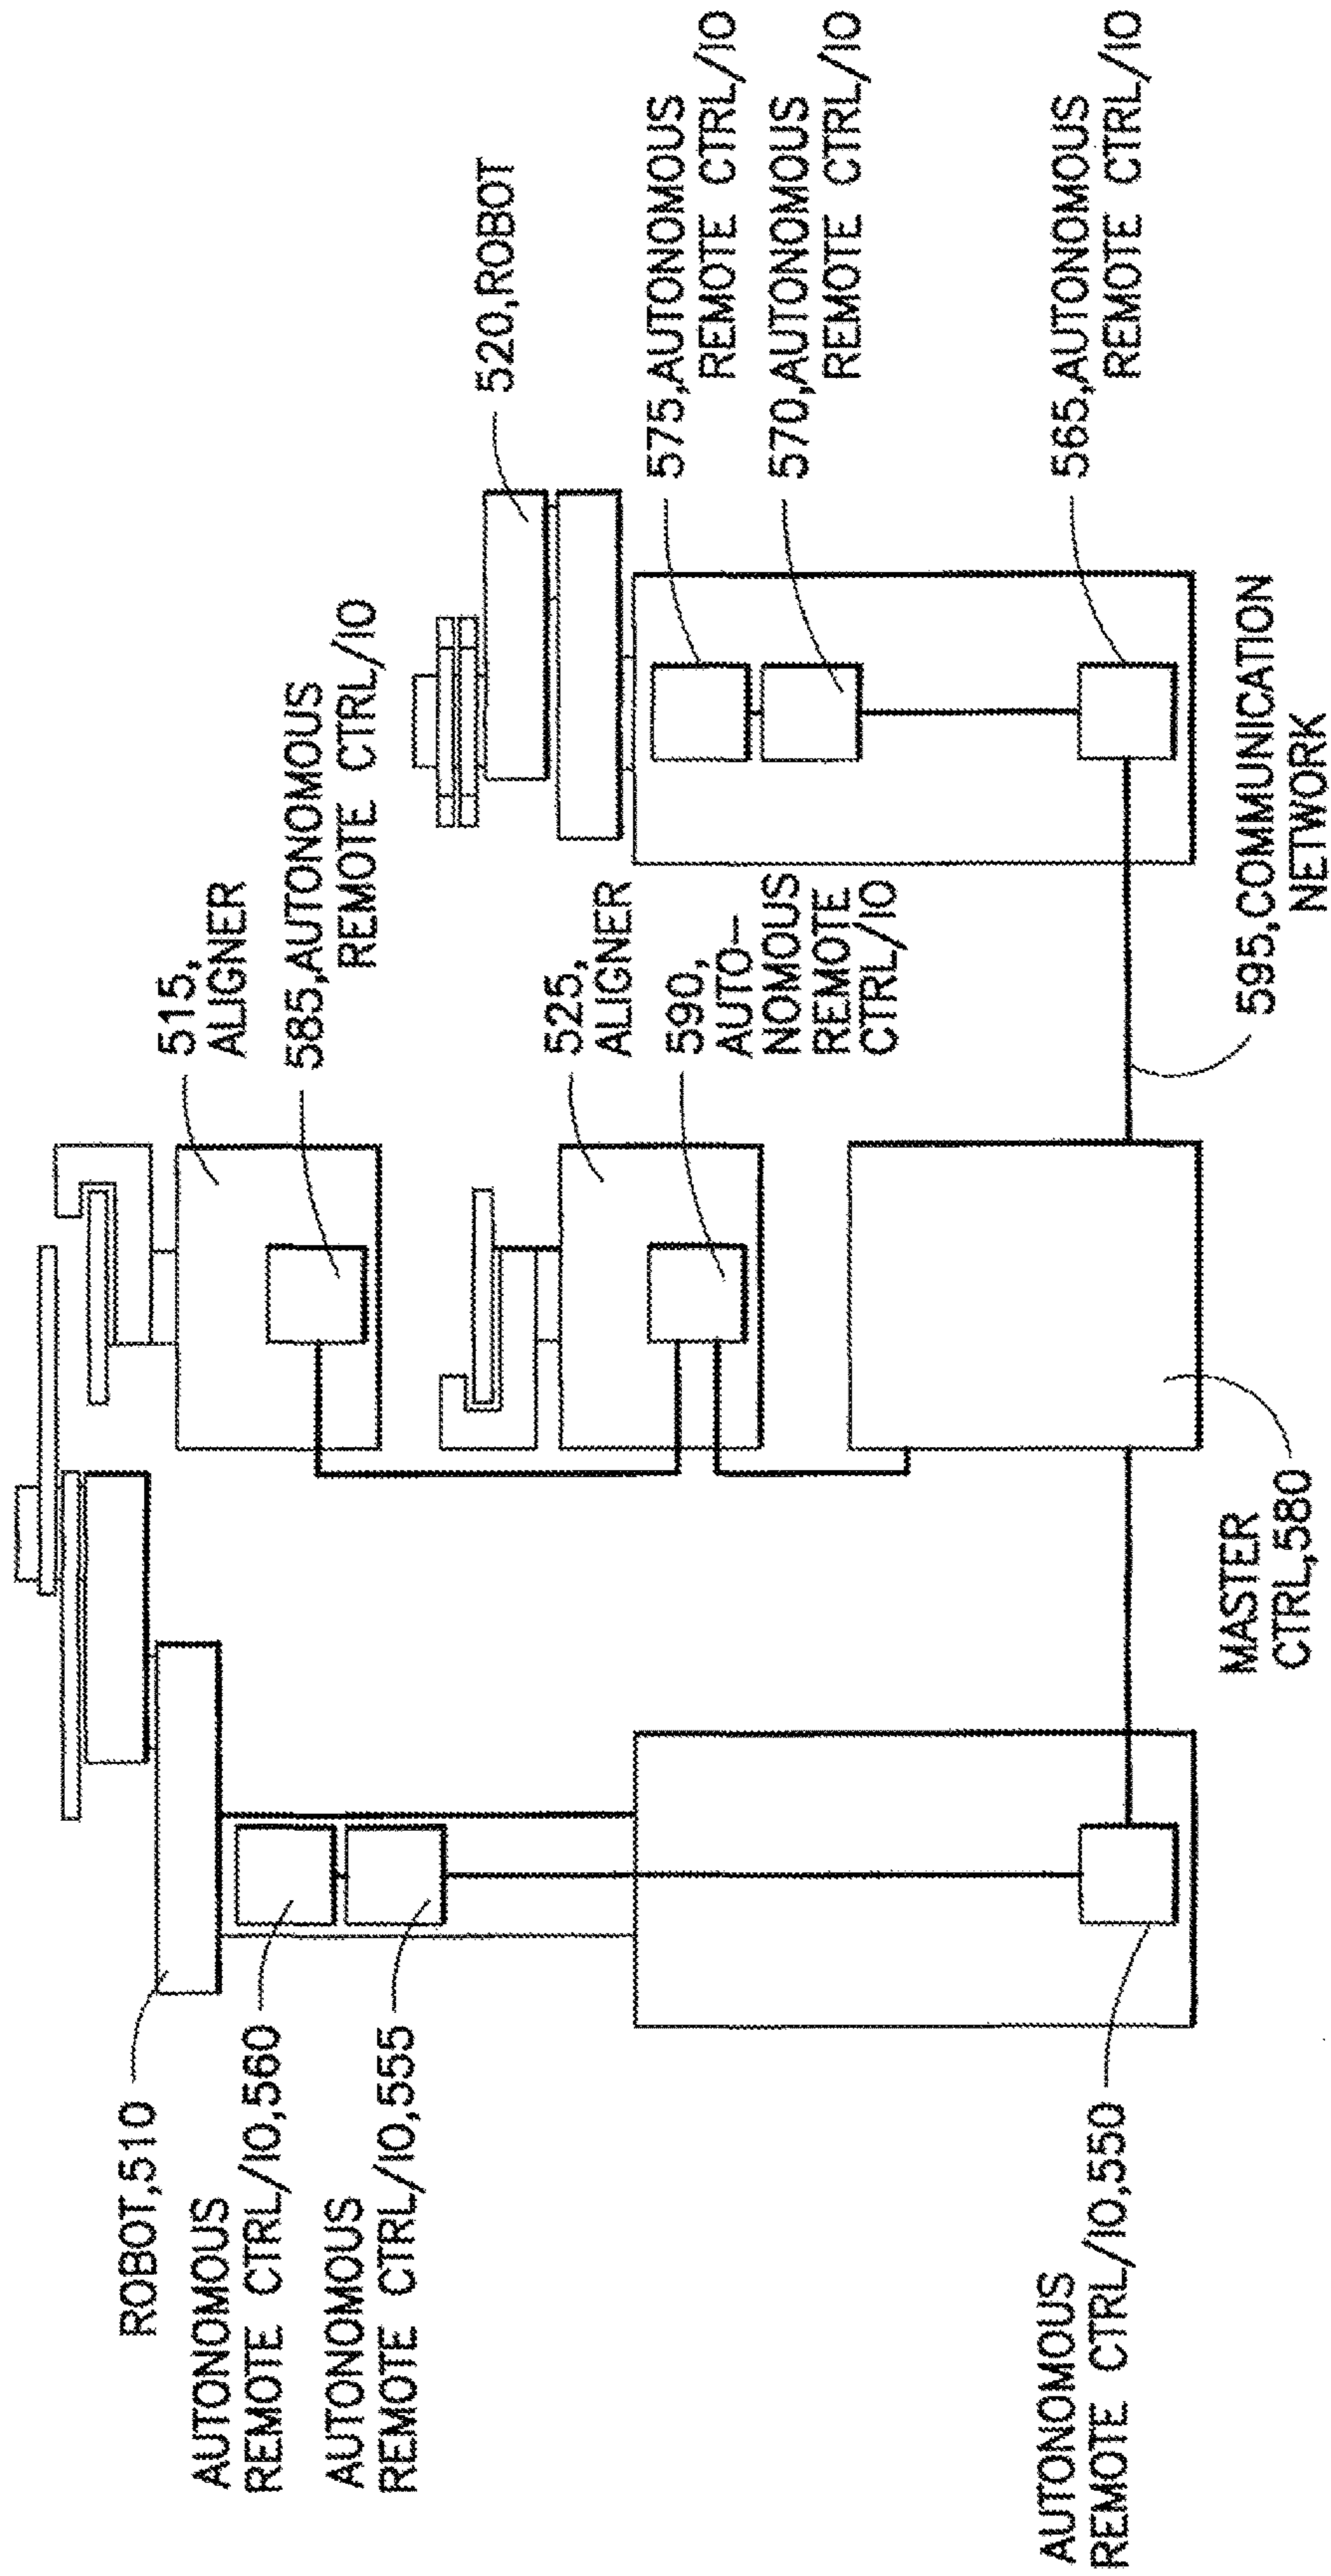 ROBOT,510
AUTONOMOUS
REMOTE CTRL/IO,560
AUTONOMOUS
REMOTE CTRL/IO,555
AUTONOMOUS
REMOTE CTRL/IO,550
515,
ALIGNER
585,AUTONOMOUS
REMOTE CTRL/IO
525,
ALIGNER
590,
AUTO-
NOMOUS
REMOTE
CTRL/IO
MASTER
CTRL,580
520,ROBOT
575,AUTONOMOUS
REMOTE CTRL/IO
570,AUTONOMOUS
REMOTE CTRL/IO
565,AUTONOMOUS
REMOTE CTRL/IO
595,COMMUNICATION
NETWORK